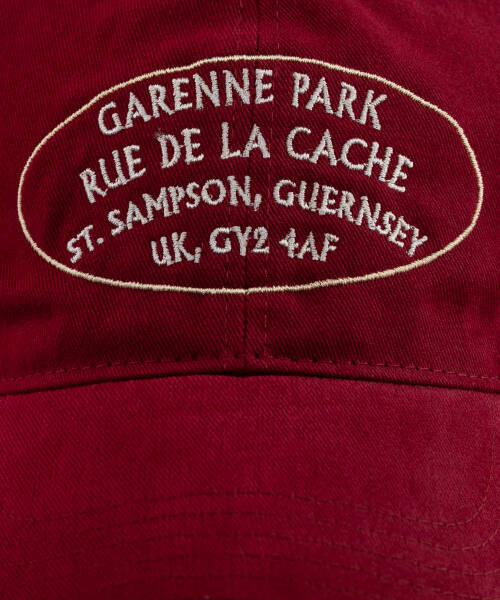 GARENNE PARK
RUE DE LA CACHE
ST. SAMPSON, GUERNSEY
UK, GY2 4AF